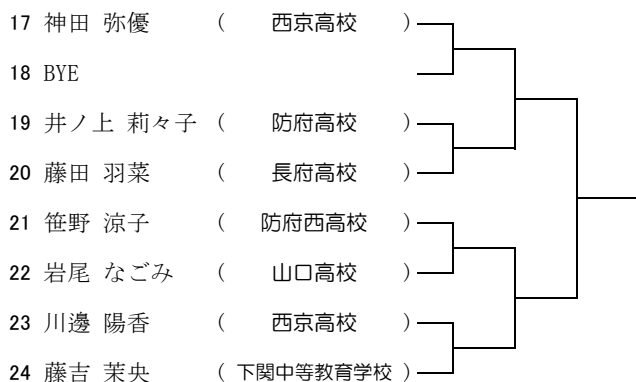 17 神田 弥優 ( 西京高校 )
18 BYE
19 井ノ上 莉々子 ( 防府高校 )
20 藤田 羽菜 ( 長府高校 )
21 笹野 涼子 ( 防府西高校 )
22 岩尾 なごみ ( 山口高校 )
23 川邊 陽香 ( 西京高校 )
24 藤吉 茉央 ( 下関中等教育学校 )